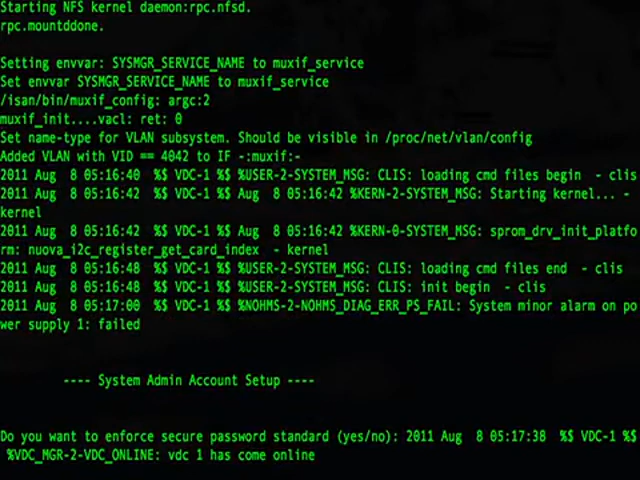 Starting NFS kernel daemon:rpc.nfsd.
rpc.mountddone.
Setting envvar: SYSMGR_SERVICE_NAME to muxif_service
Set envvar SYSMGR_SERVICE_NAME to muxif_service
/isan/bin/muxif_config: argc:2
muxif_init....vacl: ret: 0
Set name-type for VLAN subsystem. Should be visible in /proc/net/vlan/config
Added VLAN with VID == 4042 to IF -:muxif:-
2011 Aug  8 05:16:40  %$ VDC-1 %$ %USER-2-SYSTEM_MSG: CLIS: loading cmd files begin  - clis
2011 Aug  8 05:16:42  %$ VDC-1 %$ Aug  8 05:16:42 %KERN-2-SYSTEM_MSG: Starting kernel... -
kernel
2011 Aug  8 05:16:42  %$ VDC-1 %$ Aug  8 05:16:42 %KERN-0-SYSTEM_MSG: sprom_drv_init_platfo
rm: nuova_i2c_register_get_card_index  - kernel
2011 Aug  8 05:16:48  %$ VDC-1 %$ %USER-2-SYSTEM_MSG: CLIS: loading cmd files end  - clis
2011 Aug  8 05:16:48  %$ VDC-1 %$ %USER-2-SYSTEM_MSG: CLIS: init begin  - clis
2011 Aug  8 05:17:00  %$ VDC-1 %$ %NOHMS-2-NOHMS_DIAG_ERR_PS_FAIL: System minor alarm on po
wer supply 1: failed
---- System Admin Account Setup ----
Do you want to enforce secure password standard (yes/no): 2011 Aug  8 05:17:38  %$ VDC-1 %$
%VDC_MGR-2-VDC_ONLINE: vdc 1 has come online